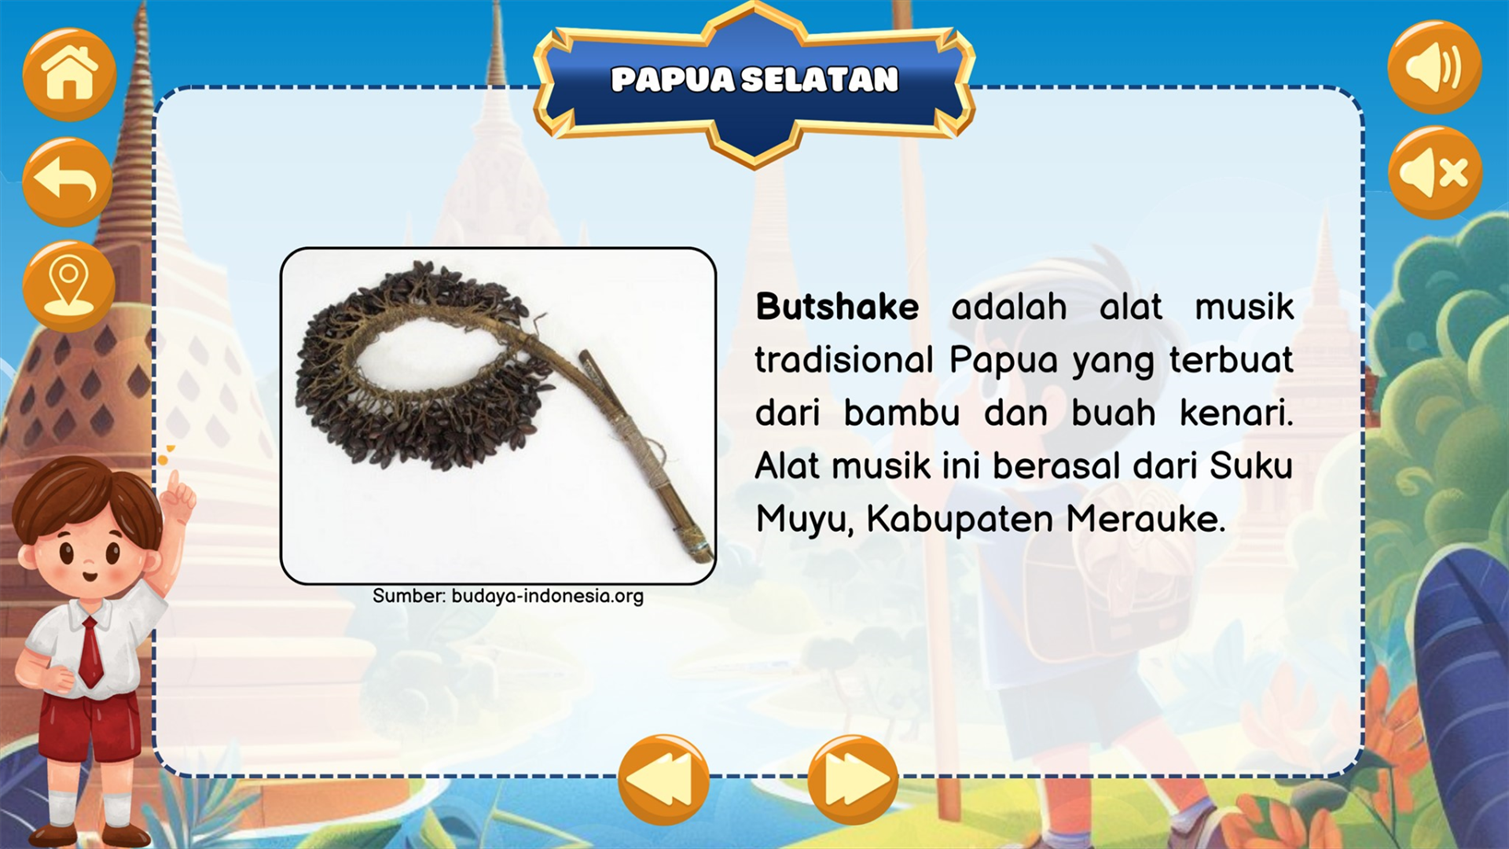 PAPUA SELATAN
Butshake adalah alat musik
tradisional Papua yang terbuat
dari bambu dan buah kenari.
Alat musik ini berasal dari Suku
Muyu, Kabupaten Merauke.
Sumber: budaya-indonesia.org